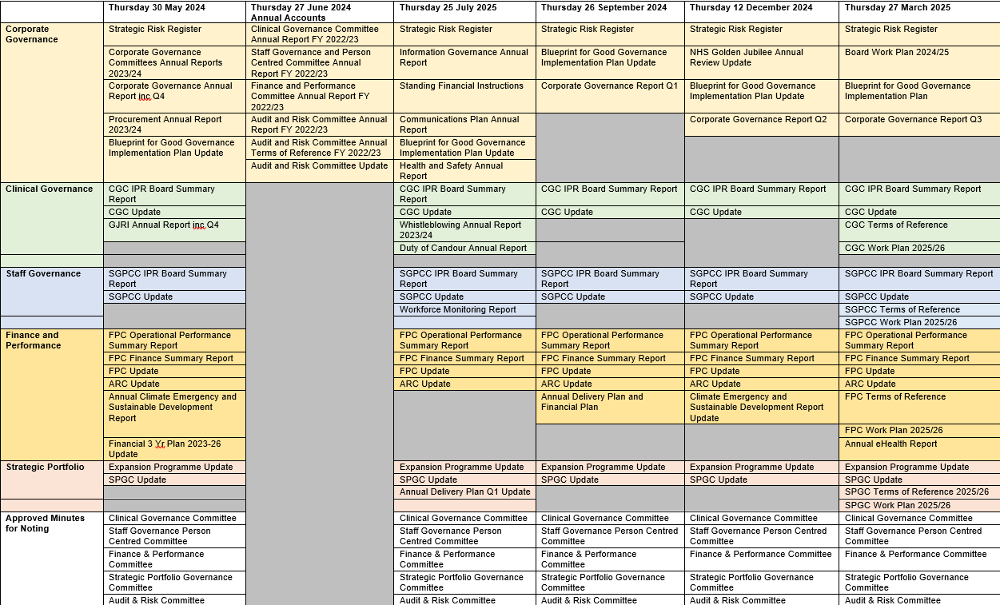 Thursday 30 May 2024
Thursday 27 June 2024
Annual Accounts
Thursday 25 July 2025
Thursday 26 September 2024
Thursday 12 December 2024
Thursday 27 March 2025
Corporate
Governance
Strategic Risk Register
Clinical Governance Committee
Annual Report FY 2022/23
Strategic Risk Register
Strategic Risk Register
Strategic Risk Register
Strategic Risk Register
Corporate Governance
Committees Annual Reports
2023/24
Staff Governance and Person
Centred Committee Annual
Report FY 2022/23
Information Governance Annual
Report
Blueprint for Good Governance
Implementation Plan Update
NHS Golden Jubilee Annual
Review Update
Board Work Plan 2024/25
Corporate Governance Annual
Report inc Q4
Finance and Performance
Committee Annual Report FY
2022/23
Standing Financial Instructions
Corporate Governance Report Q1
Blueprint for Good Governance
Implementation Plan Update
Blueprint for Good Governance
Implementation Plan
Procurement Annual Report
2023/24
Audit and Risk Committee Annual
Report FY 2022/23
Communications Plan Annual
Report
Corporate Governance Report Q2
Corporate Governance Report Q3
Blueprint for Good Governance
Implementation Plan Update
Audit and Risk Committee Annual
Terms of Reference FY 2022/23
Blueprint for Good Governance
Implementation Plan Update
Audit and Risk Committee Update
Health and Safety Annual
Report
Clinical Governance
CGC IPR Board Summary
Report
CGC IPR Board Summary
Report
CGC IPR Board Summary Report
CGC IPR Board Summary Report
CGC IPR Board Summary Report
CGC Update
CGC Update
CGC Update
CGC Update
CGC Update
GJRI Annual Report inc Q4
Whistleblowing Annual Report
2023/24
CGC Terms of Reference
Duty of Candour Annual Report
CGC Work Plan 2025/26
Staff Governance
SGPCC IPR Board Summary
Report
SGPCC IPR Board Summary
Report
SGPCC IPR Board Summary
Report
SGPCC IPR Board Summary
Report
SGPCC IPR Board Summary Report
SGPCC Update
SGPCC Update
SGPCC Update
SGPCC Update
SGPCC Update
Workforce Monitoring Report
SGPCC Terms of Reference
SGPCC Work Plan 2025/26
Finance and
Performance
FPC Operational Performance
Summary Report
FPC Operational Performance
Summary Report
FPC Operational Performance
Summary Report
FPC Operational Performance
Summary Report
FPC Operational Performance
Summary Report
FPC Finance Summary Report
FPC Finance Summary Report
FPC Finance Summary Report
FPC Finance Summary Report
FPC Finance Summary Report
FPC Update
FPC Update
FPC Update
FPC Update
FPC Update
ARC Update
ARC Update
ARC Update
ARC Update
ARC Update
Annual Climate Emergency and
Sustainable Development
Report
Annual Delivery Plan and
Financial Plan
Climate Emergency and
Sustainable Development Report
Update
FPC Terms of Reference
FPC Work Plan 2025/26
Financial 3 Yr Plan 2023-26
Update
Annual eHealth Report
Strategic Portfolio
Expansion Programme Update
Expansion Programme Update
Expansion Programme Update
Expansion Programme Update
Expansion Programme Update
SPGC Update
SPGC Update
SPGC Update
SPGC Update
SPGC Update
Annual Delivery Plan Q1 Update
SPGC Terms of Reference 2025/26
SPGC Work Plan 2025/26
Approved Minutes
for Noting
Clinical Governance Committee
Clinical Governance Committee
Clinical Governance Committee
Clinical Governance Committee
Clinical Governance Committee
Staff Governance Person
Centred Committee
Staff Governance Person
Centred Committee
Staff Governance Person Centred
Committee
Staff Governance Person Centred
Committee
Staff Governance Person Centred
Committee
Finance & Performance
Committee
Finance & Performance
Committee
Finance & Performance
Committee
Finance & Performance Committee
Finance & Performance Committee
Strategic Portfolio Governance
Committee
Strategic Portfolio Governance
Committee
Strategic Portfolio Governance
Committee
Strategic Portfolio Governance
Committee
Strategic Portfolio Governance
Committee
Audit & Risk Committee
Audit & Risk Committee
Audit & Risk Committee
Audit & Risk Committee
Audit & Risk Committee